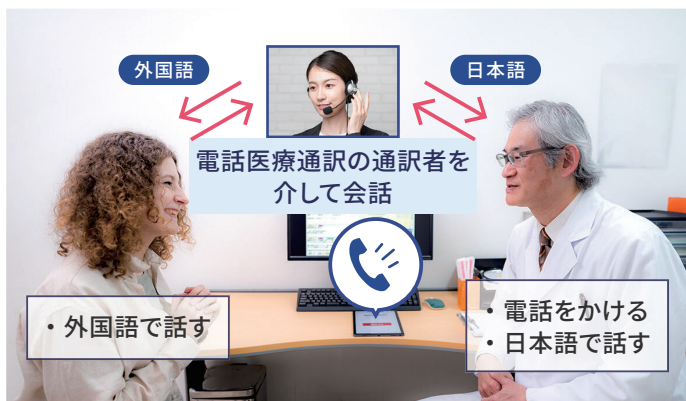 外国語
日本語
電話医療通訳の通訳者を
介して会話
・外国語で話す
・電話をかける
・日本語で話す